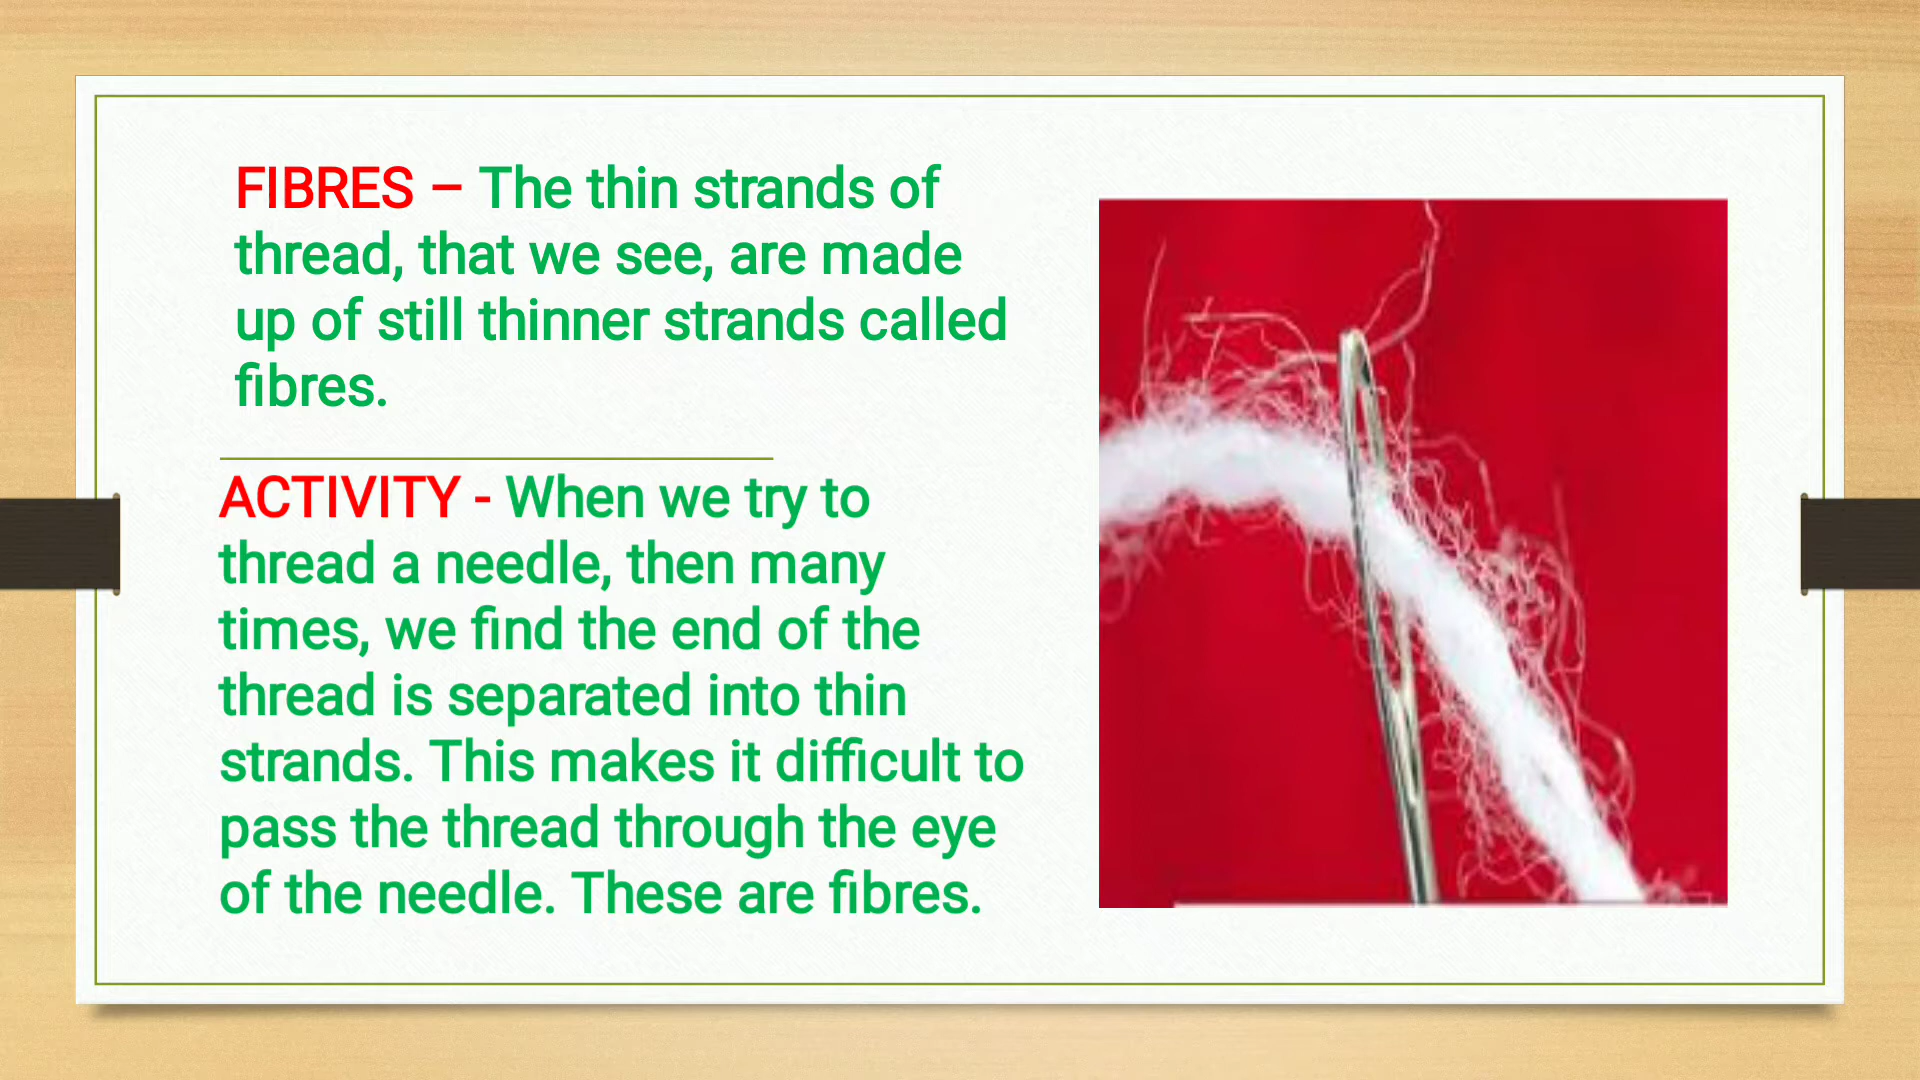 FIBRES – The thin strands of
thread, that we see, are made
up of still thinner strands called
fibres.
ACTIVITY - When we try to
thread a needle, then many
times, we find the end of the
thread is separated into thin
strands. This makes it difficult to
pass the thread through the eye
of the needle. These are fibres.